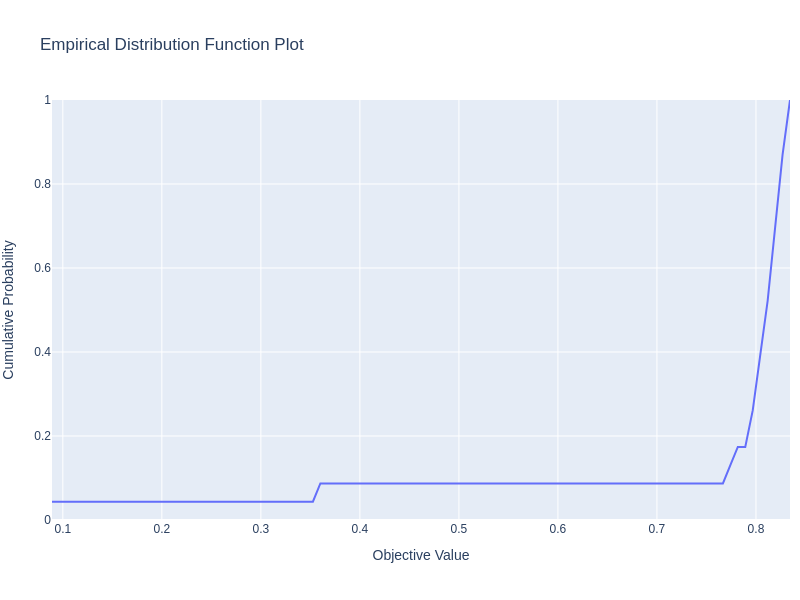 Empirical Distribution Function Plot
1
0.8
0.6
0.4
0.2
0
Cumulative Probability
0.1 0.2 0.3 0.4 0.5 0.6 0.7 0.8
Objective Value